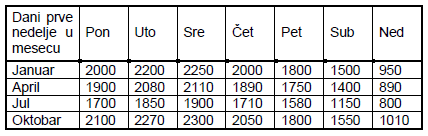 Dani prve nedelje u mesecu Pon Uto Sre Čet Pet Sub Ned
Januar 2000 2200 2250 2000 1800 1500 950
April 1900 2080 2110 1890 1750 1400 890
Jul 1700 1850 1900 1710 1580 1150 800
Oktobar 2100 2270 2300 2050 1800 1550 1010